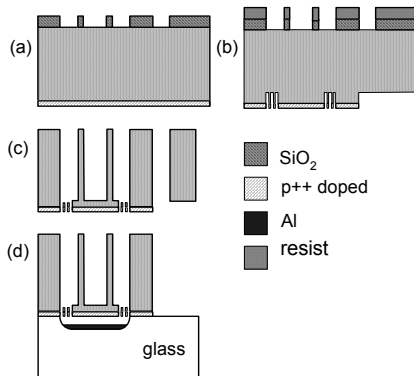 (a)
(b)
(c)
SiO2
p++ doped
Al
(d)
resist
glass